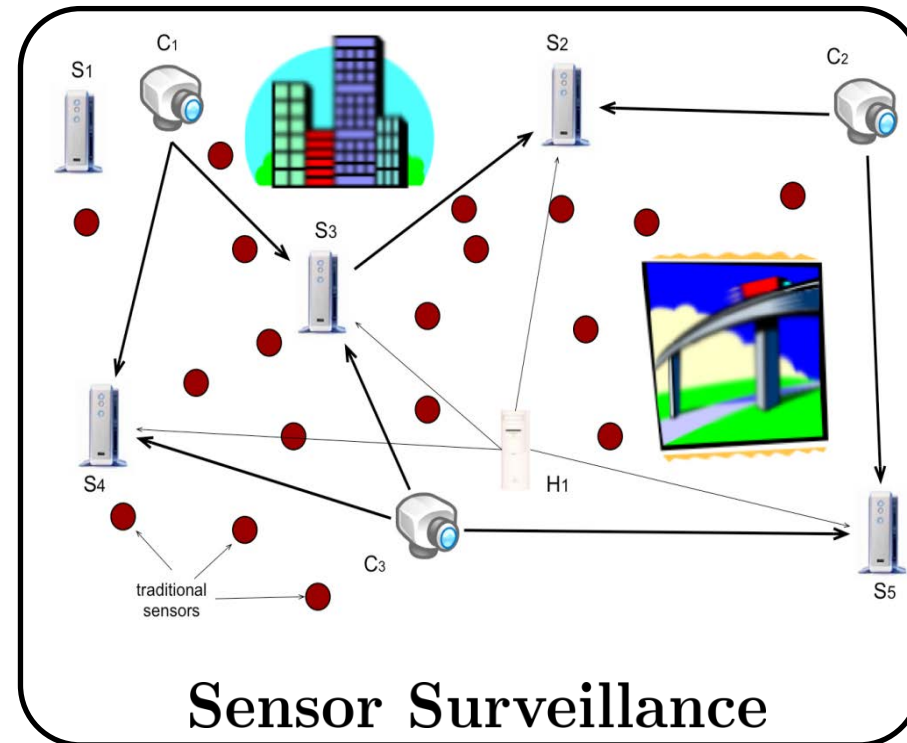 C1
S2
C2
S1
S3
S4
H1
C3
S5
traditional
sensors
Sensor Surveillance